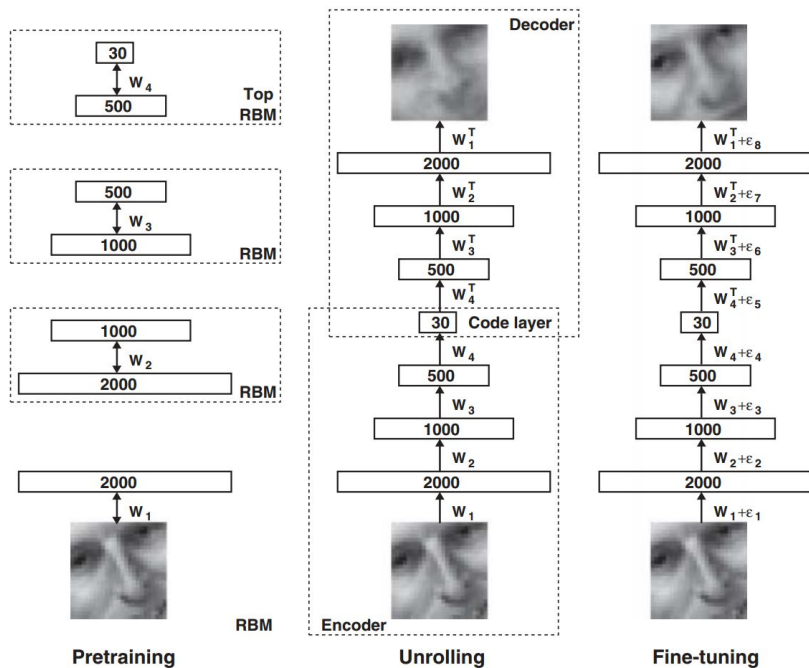 30
W₄
500
Top
RBM
500
W₃
1000
RBM
1000
W₂
2000
RBM
2000
W₁
RBM
Pretraining
Decoder
W₁ᵀ
2000
W₂ᵀ
1000
W₃ᵀ
500
W₄ᵀ
30
Code layer
W₄
500
W₃
1000
W₂
2000
W₁
Encoder
Unrolling
W₁ᵀ+ε₈
2000
W₂ᵀ+ε₇
1000
W₃ᵀ+ε₆
500
W₄ᵀ+ε₅
30
W₄+ε₄
500
W₃+ε₃
1000
W₂+ε₂
2000
W₁+ε₁
Fine-tuning